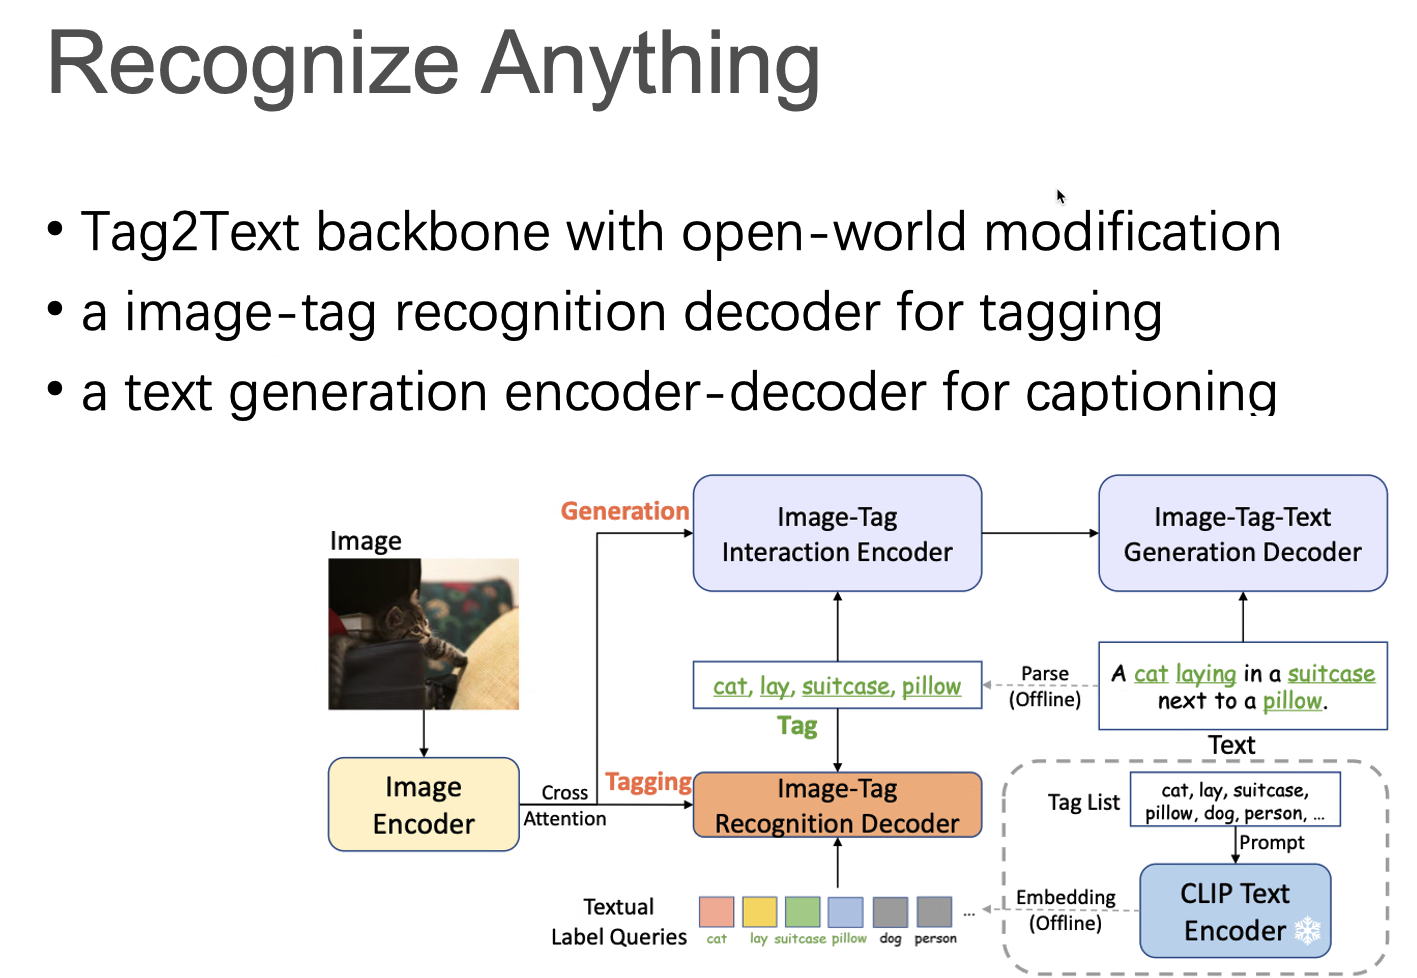 Recognize Anything
• Tag2Text backbone with open-world modification
• a image-tag recognition decoder for tagging
• a text generation encoder-decoder for captioning
Image
Generation
Image-Tag
Interaction Encoder
Image-Tag-Text
Generation Decoder
cat, lay, suitcase, pillow
Tag
Parse
(Offline)
A cat laying in a suitcase
next to a pillow.
Text
Image
Encoder
Cross
Attention
Tagging
Image-Tag
Recognition Decoder
Tag List
cat, lay, suitcase,
pillow, dog, person, ...
Prompt
CLIP Text
Encoder
Embedding
(Offline)
Textual
Label Queries
cat lay suitcase pillow dog person ...